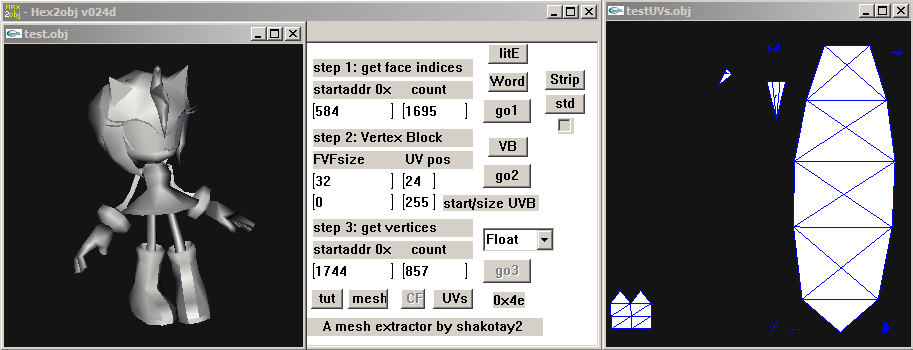 Hex 2obj - Hex2obj v024d
test.obj
testUVs.obj
litE
step 1: get face indices
Word
Strip
startaddr 0x count
std
[584 ] [1695 ]
go1
step 2: Vertex Block
VB
FVFsize UV pos
go2
[32 ] [24 ]
[0 ] [255 ] start/size UVB
step 3: get vertices
Float
startaddr 0x count
[1744 ] [857 ]
go3
tut mesh CF UVs 0x4e
A mesh extractor by shakotay2